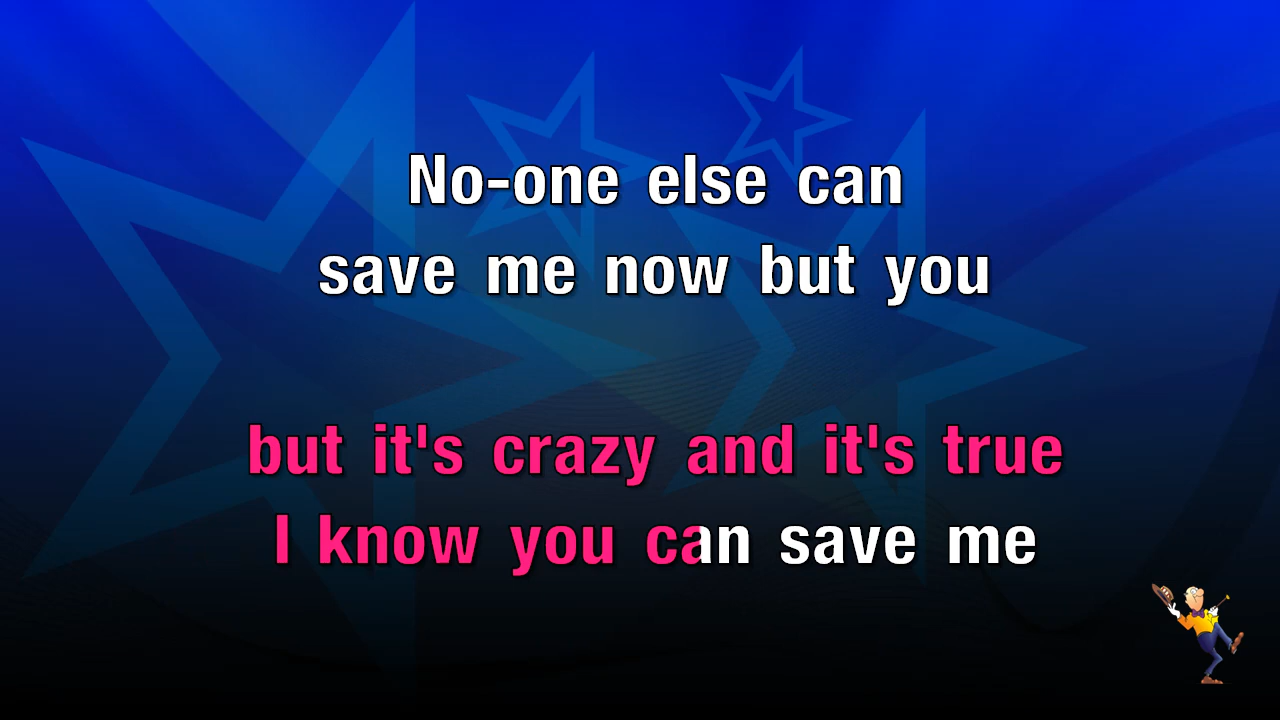 No-one else can
save me now but you
but it's crazy and it's true
I know you can save me